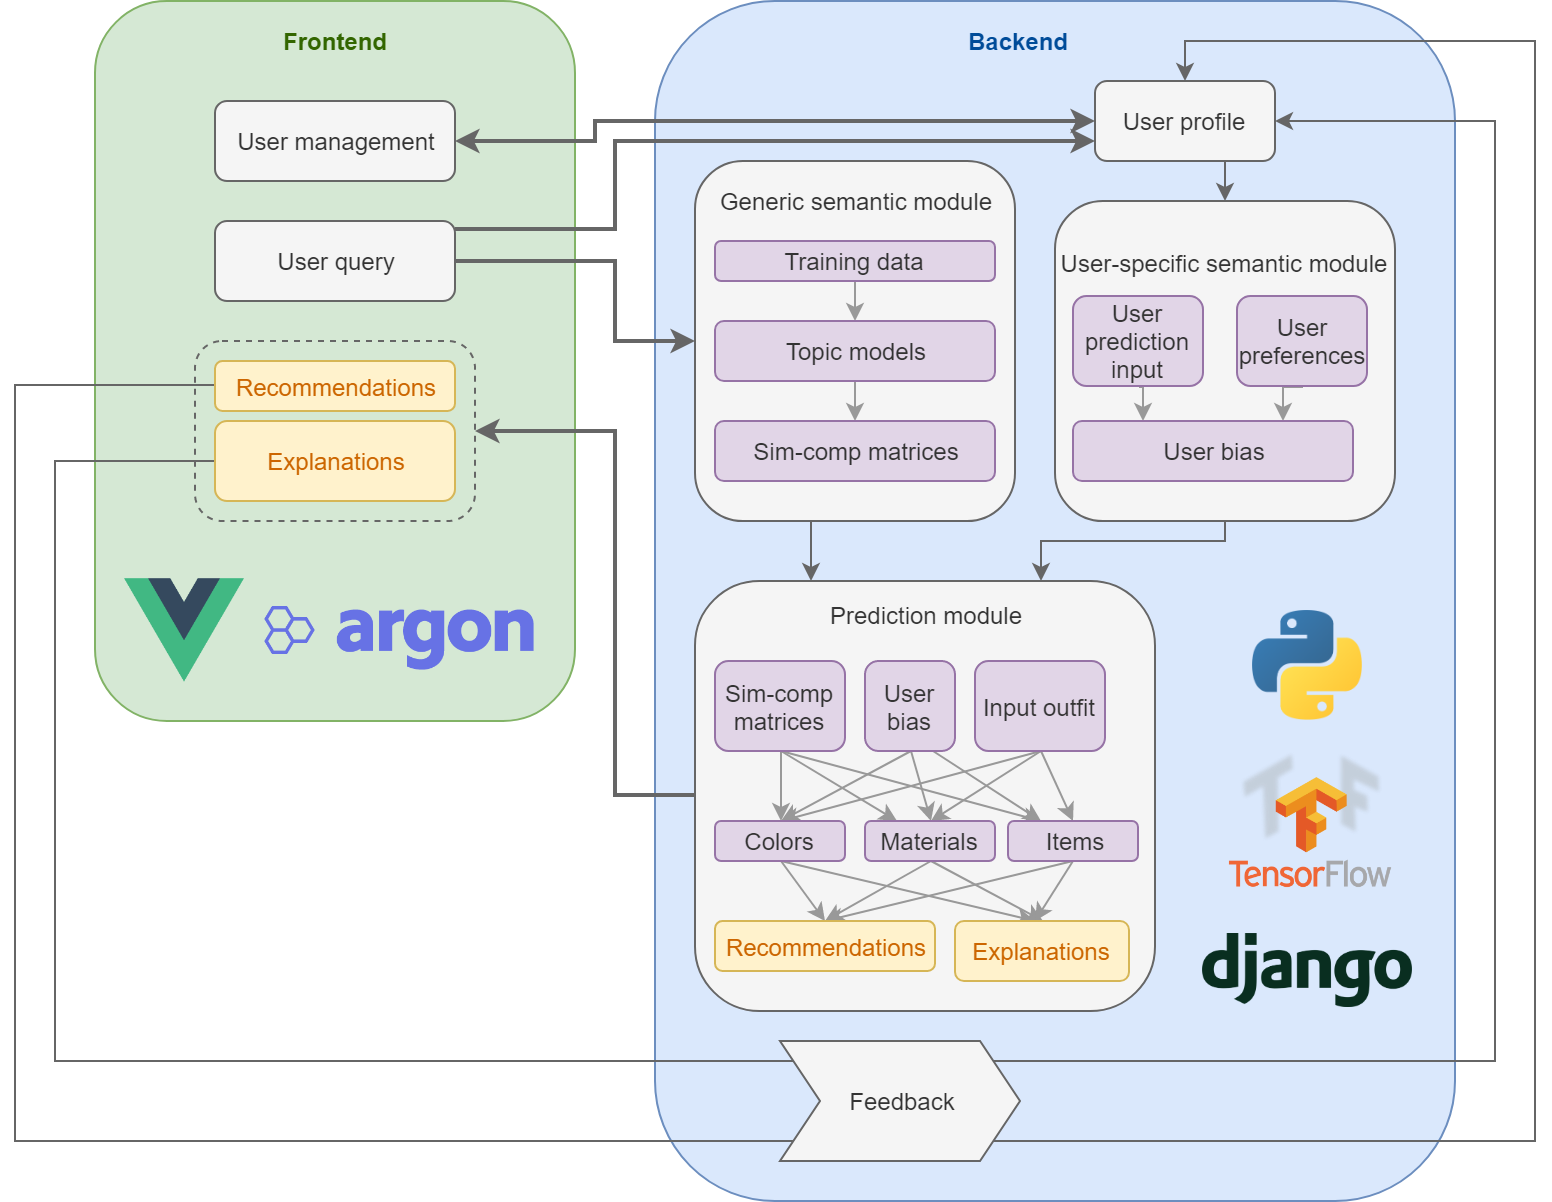 Frontend
Backend
User management
User profile
User query
Generic semantic module
Training data
Topic models
Sim-comp matrices
User-specific semantic module
User
prediction
input
User
preferences
User bias
Recommendations
Explanations
argon
Prediction module
Sim-comp
matrices
User
bias
Input outfit
Colors
Materials
Items
Recommendations
Explanations
TF
TensorFlow
django
Feedback